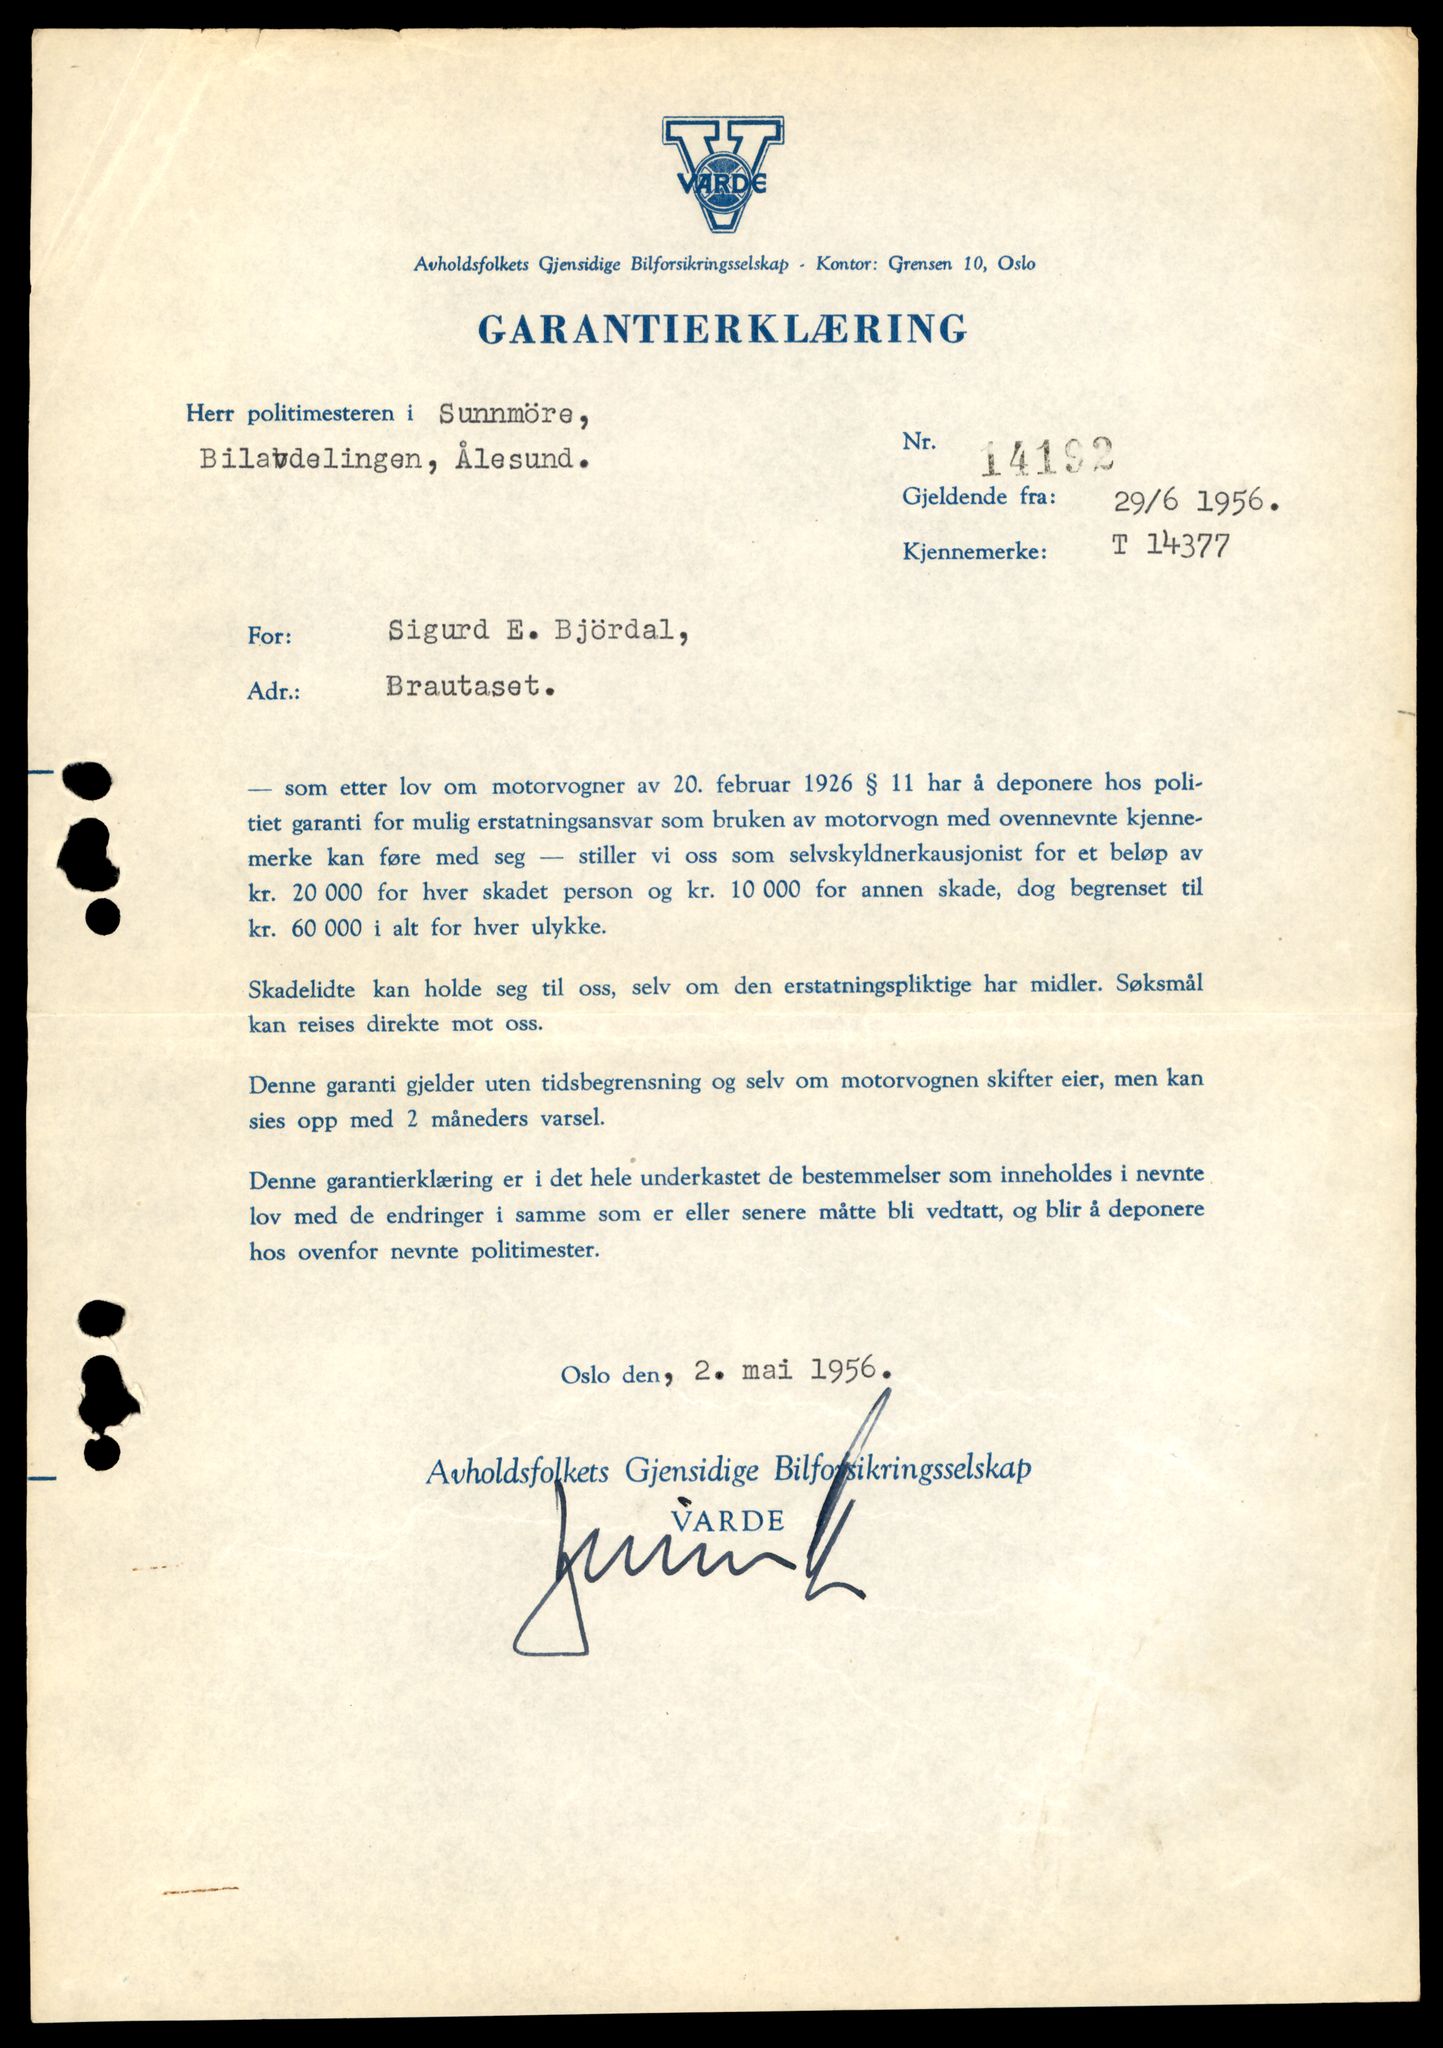 VARDE
Avholdsfolkets Gjensidige Bilforsikringsselskap - Kontor: Grensen 10, Oslo
GARANTIERKLÆRING
Herr politimesteren i Sunnmöre,
Bilavdelingen, Ålesund.
Nr. 14192
Gjeldende fra: 29/6 1956.
Kjennemerke: T 14377
For: Sigurd E. Björdal,
Adr.: Brautaset.
— som etter lov om motorvogner av 20. februar 1926 § 11 har å deponere hos poli-
tiet garanti for mulig erstatningsansvar som bruken av motorvogn med ovennevnte kjenne-
merke kan føre med seg — stiller vi oss som selvskyldnerkausjonist for et beløp av
kr. 20 000 for hver skadet person og kr. 10 000 for annen skade, dog begrenset til
kr. 60 000 i alt for hver ulykke.
Skadelidte kan holde seg til oss, selv om den erstatningspliktige har midler. Søksmål
kan reises direkte mot oss.
Denne garanti gjelder uten tidsbegrensning og selv om motorvognen skifter eier, men kan
sies opp med 2 måneders varsel.
Denne garantierklæring er i det hele underkastet de bestemmelser som inneholdes i nevnte
lov med de endringer i samme som er eller senere måtte bli vedtatt, og blir å deponere
hos ovenfor nevnte politimester.
Oslo den, 2. mai 1956.
Avholdsfolkets Gjensidige Bilforsikringsselskap
VARDE